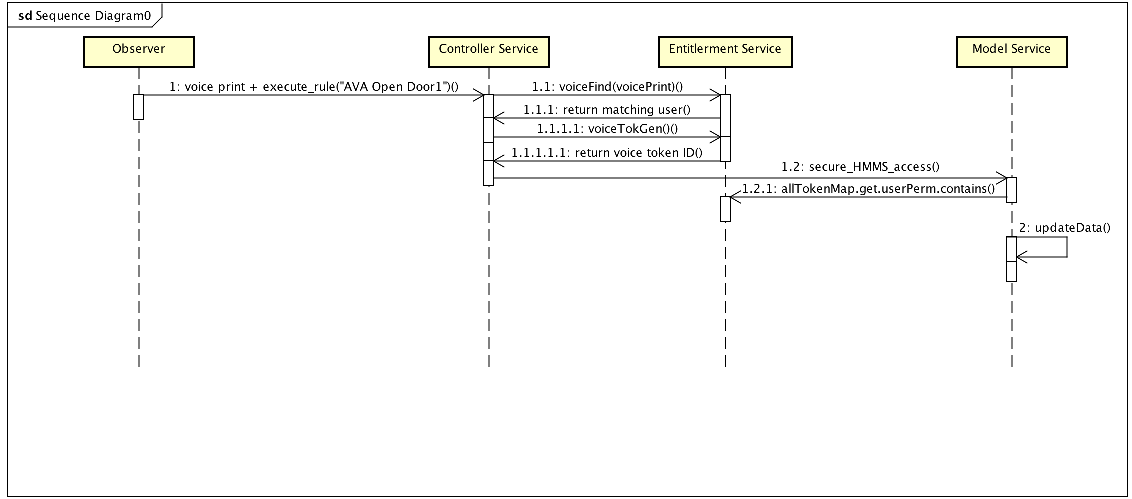 sd Sequence Diagram0
Observer
Controller Service
Entitlerment Service
Model Service
1: voice print + execute_rule("AVA Open Door1")()
1.1: voiceFind(voicePrint)()
1.1.1: return matching user()
1.1.1.1: voiceTokGen()()
1.1.1.1.1: return voice token ID()
1.2: secure_HMMS_access()
1.2.1: allTokenMap.get.userPerm.contains()
2: updateData()